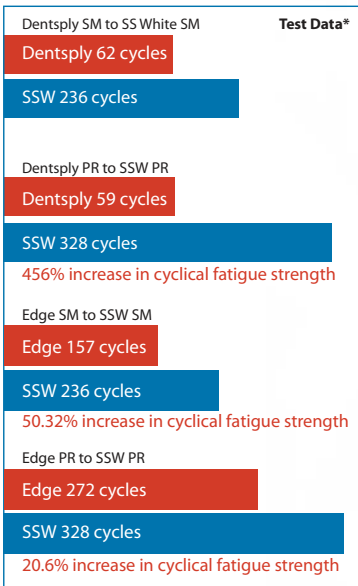 Dentsply SM to SS White SM
Test Data*
Dentsply 62 cycles
SSW 236 cycles
Dentsply PR to SSW PR
Dentsply 59 cycles
SSW 328 cycles
456% increase in cyclical fatigue strength
Edge SM to SSW SM
Edge 157 cycles
SSW 236 cycles
50.32% increase in cyclical fatigue strength
Edge PR to SSW PR
Edge 272 cycles
SSW 328 cycles
20.6% increase in cyclical fatigue strength